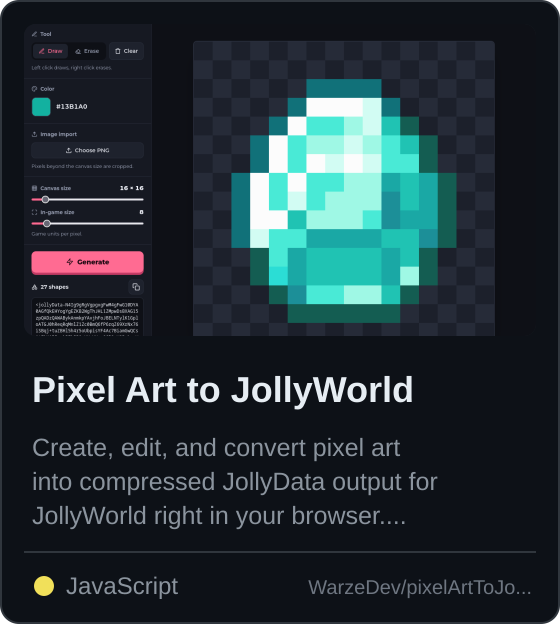 Tool
Draw Erase Clear
Left click draws, right click erases.
Color
#13B1A0
Image import
Choose PNG
Pixels beyond the canvas size are cropped.
Canvas size 16 × 16
In-game size 8
Game units per pixel.
Generate
27 shapes
Pixel Art to JollyWorld
Create, edit, and convert pixel art
into compressed JollyData output for
JollyWorld right in your browser....
JavaScript WarzeDev/pixelArtToJo...